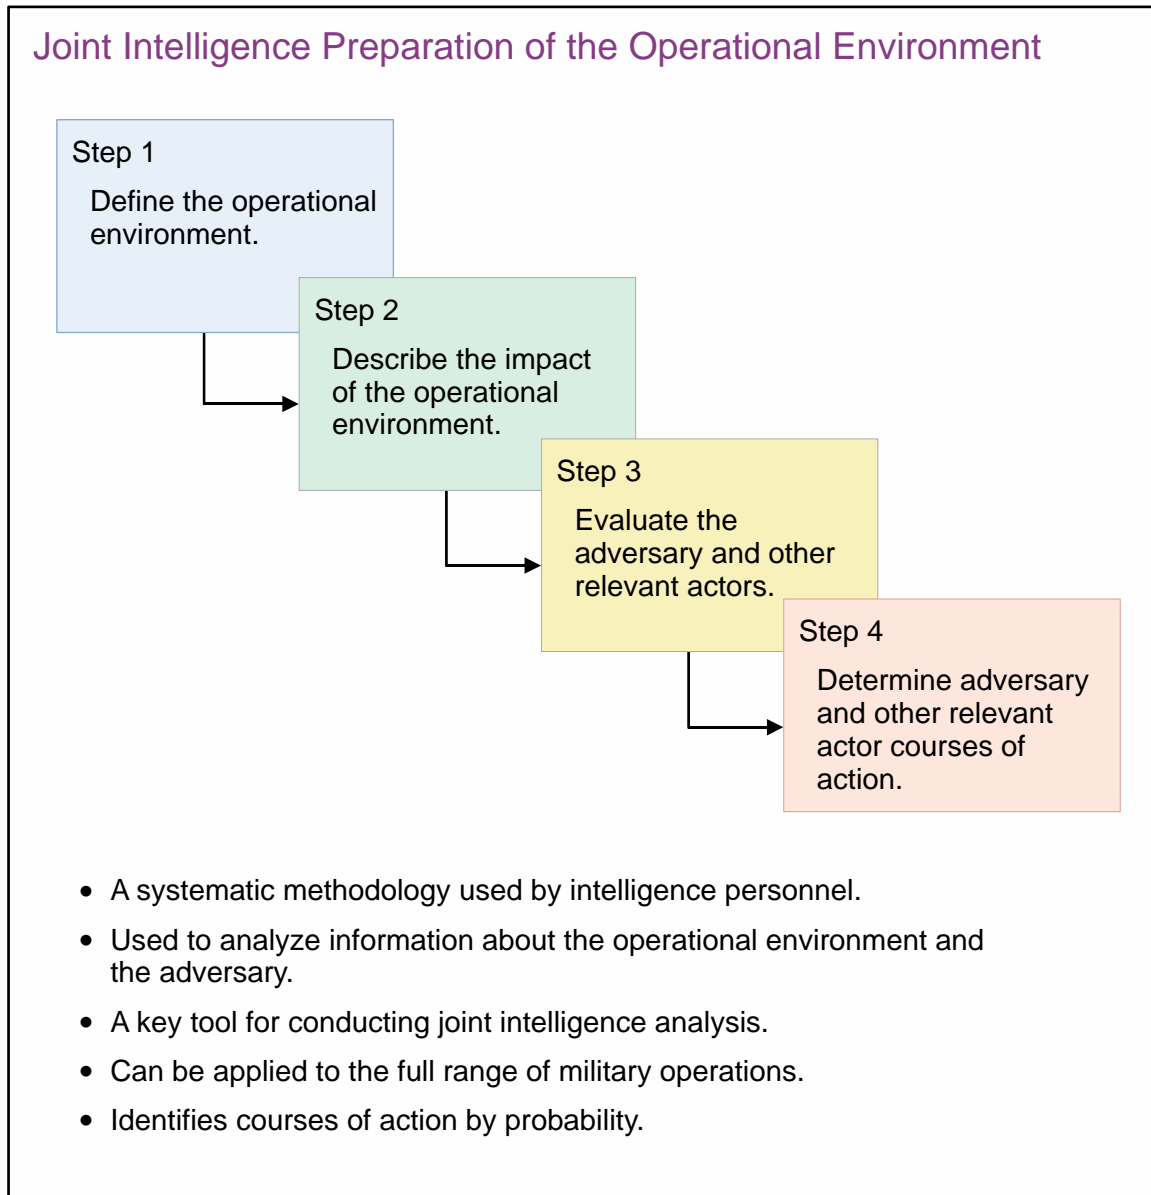 Joint Intelligence Preparation of the Operational Environment
Step 1
Define the operational
environment.
Step 2
Describe the impact
of the operational
environment.
Step 3
Evaluate the
adversary and other
relevant actors.
Step 4
Determine adversary
and other relevant
actor courses of
action.
• A systematic methodology used by intelligence personnel.
• Used to analyze information about the operational environment and
the adversary.
• A key tool for conducting joint intelligence analysis.
• Can be applied to the full range of military operations.
• Identifies courses of action by probability.